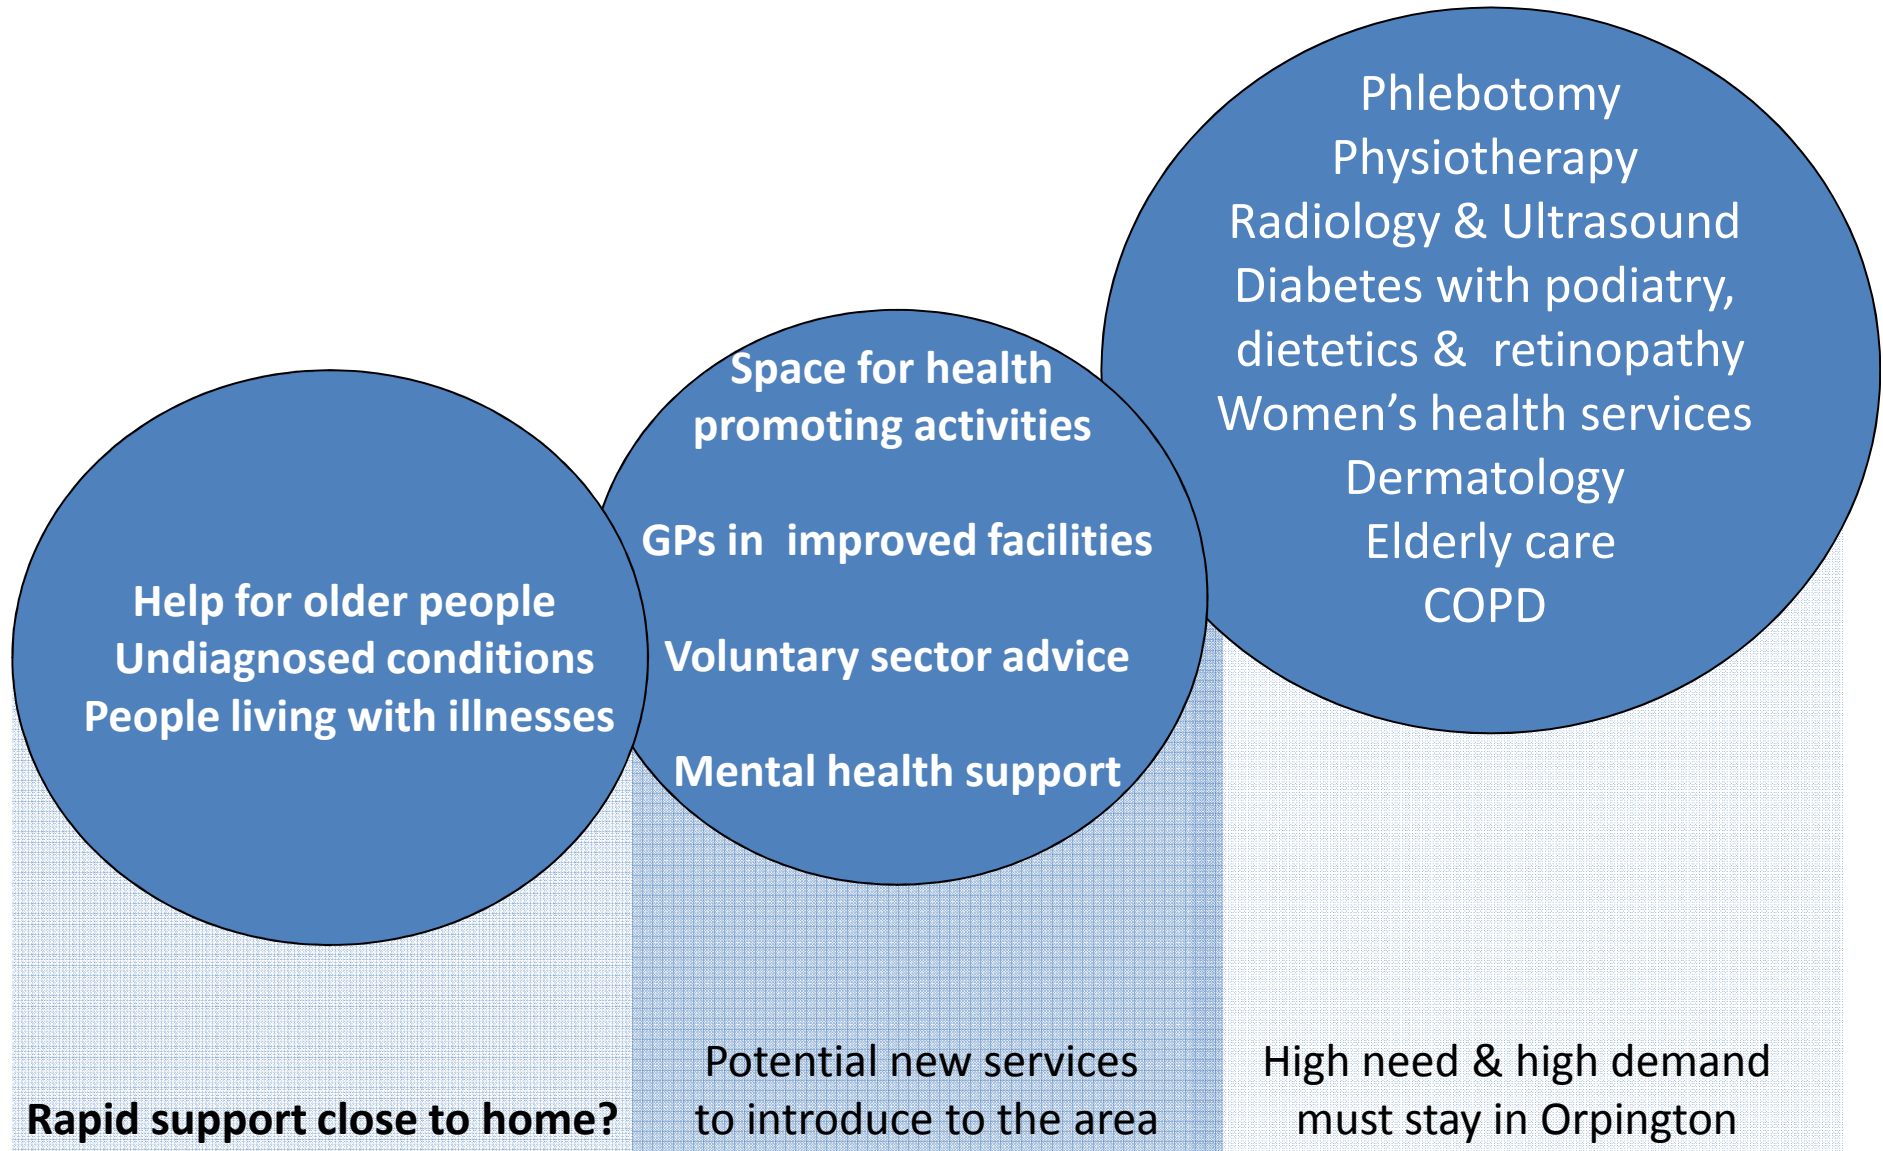 Help for older people
Undiagnosed conditions
People living with illnesses
Rapid support close to home?
Space for health
promoting activities
GPs in improved facilities
Voluntary sector advice
Mental health support
Potential new services
to introduce to the area
Phlebotomy
Physiotherapy
Radiology & Ultrasound
Diabetes with podiatry,
dietetics & retinopathy
Women’s health services
Dermatology
Elderly care
COPD
High need & high demand
must stay in Orpington